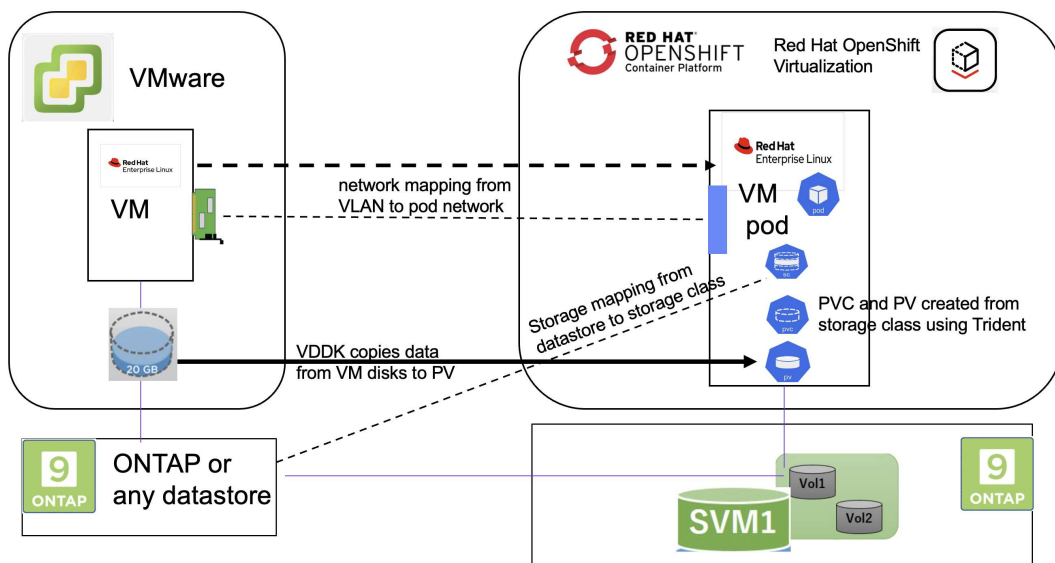 VMware
RED HAT®
OPENSHIFT
Container Platform
Red Hat OpenShift
Virtualization
Red Hat
Enterprise Linux
VM
network mapping from
VLAN to pod network
Red Hat
Enterprise Linux
VM
pod
pod
sc
Storage mapping from
datastore to storage class
pvc
PVC and PV created from
storage class using Trident
20 GB
VDDK copies data
from VM disks to PV
pv
9
ONTAP
ONTAP or
any datastore
SVM1
Vol1
Vol2
9
ONTAP